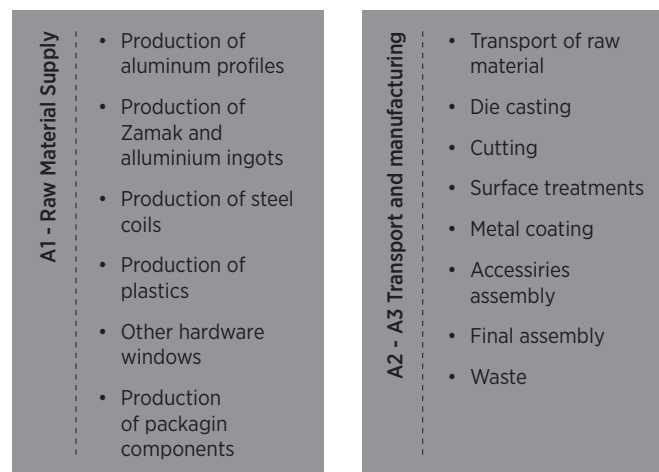 A1 - Raw Material Supply
• Production of
aluminum profiles
• Production of
Zamak and
alluminium ingots
• Production of steel
coils
• Production of
plastics
• Other hardware
windows
• Production
of packagin
components
A2 - A3 Transport and manufacturing
• Transport of raw
material
• Die casting
• Cutting
• Surface treatments
• Metal coating
• Accessiries
assembly
• Final assembly
• Waste